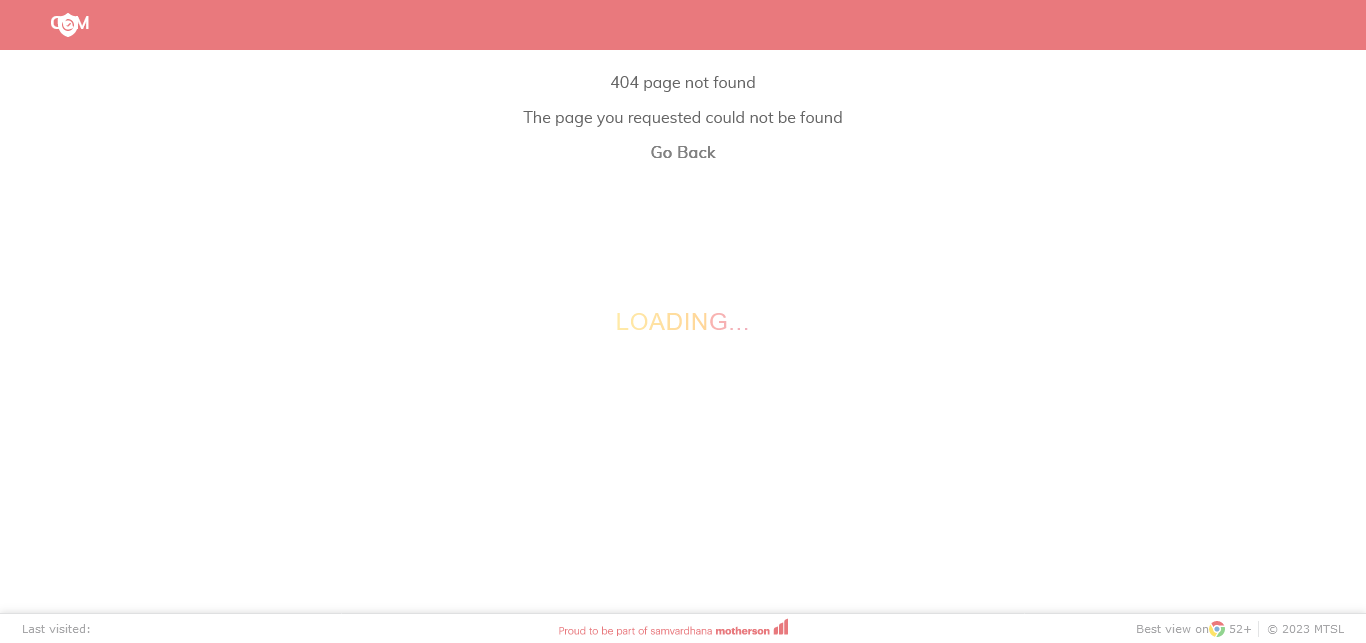 404 page not found
The page you requested could not be found
Go Back
LOADING...
Last visited:
Proud to be part of samvardhana motherson
Best view on 52+
© 2023 MTSL